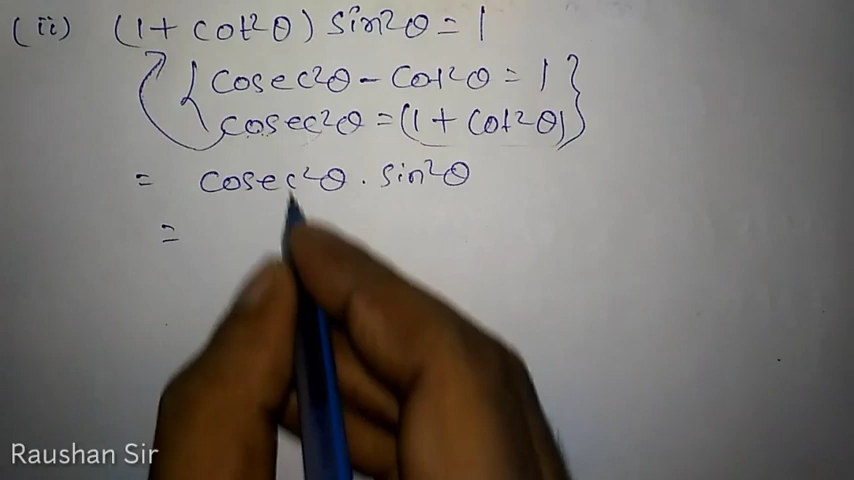 (ii) (1 + cot²θ) sin²θ = 1
{ cosec²θ - cot²θ = 1 }
cosec²θ = (1 + cot²θ)
= cosec²θ . sin²θ
=
Raushan Sir